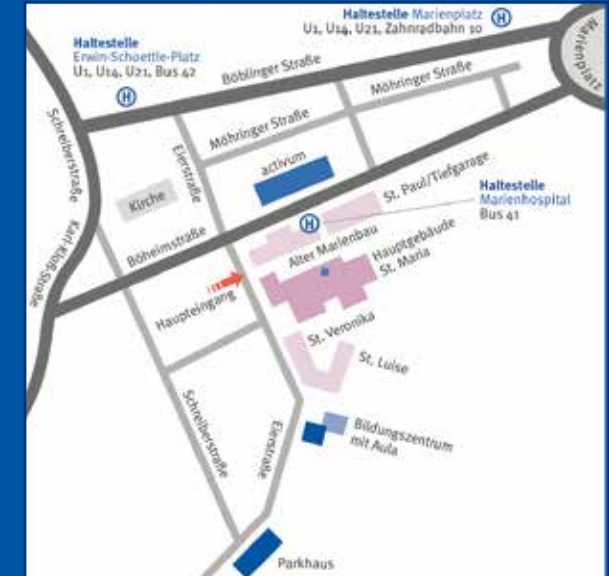 Haltestelle Marienplatz
U1, U14, U21, Zahnradbahn 10
H
Marienplatz
Haltestelle
Erwin-Schoettle-Platz
U1, U14, U21, Bus 42
H
Böblinger Straße
Möhringer Straße
Möhringer Straße
Schreiberstraße
Eierstraße
activum
Kirche
St. Paul/Tiefgarage
Haltestelle
Marienhospital
Bus 41
H
Karl-Kloß-Straße
Böheimstraße
Alter Marienbau
Hauptgebäude
St. Maria
Haupteingang
St. Veronika
St. Luise
Schreiberstraße
Eierstraße
Bildungszentrum
mit Aula
Parkhaus